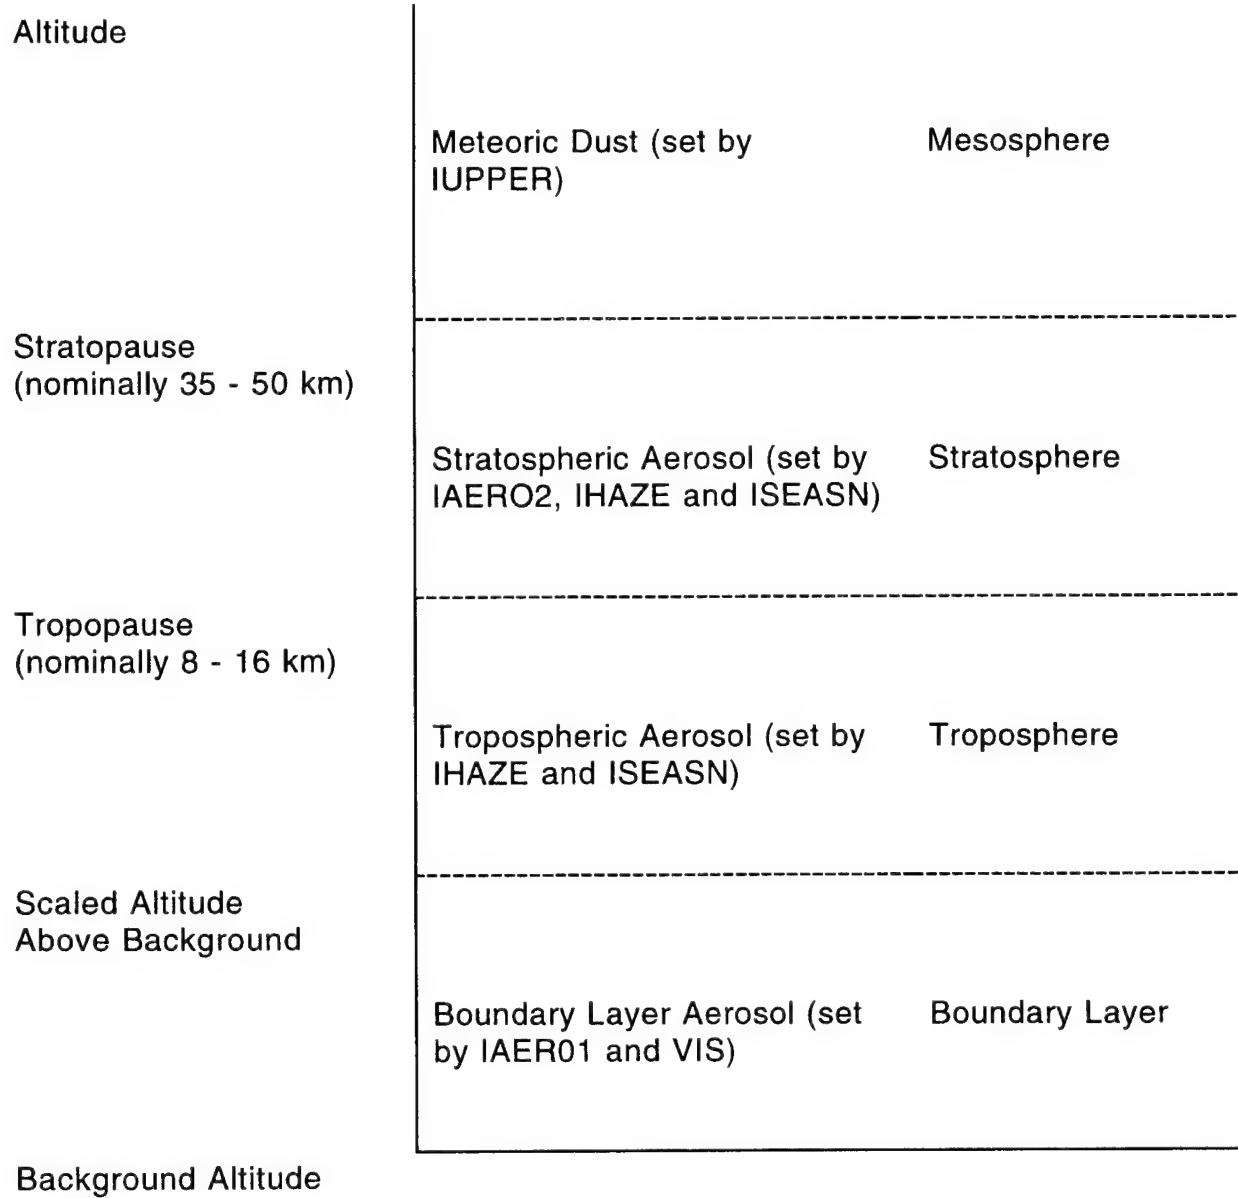 Altitude
Meteoric Dust (set by
IUPPER)
Mesosphere
Stratopause
(nominally 35 - 50 km)
Stratospheric Aerosol (set by
IAERO2, IHAZE and ISEASN)
Stratosphere
Tropopause
(nominally 8 - 16 km)
Tropospheric Aerosol (set by
IHAZE and ISEASN)
Troposphere
Scaled Altitude
Above Background
Boundary Layer Aerosol (set
by IAER01 and VIS)
Boundary Layer
Background Altitude